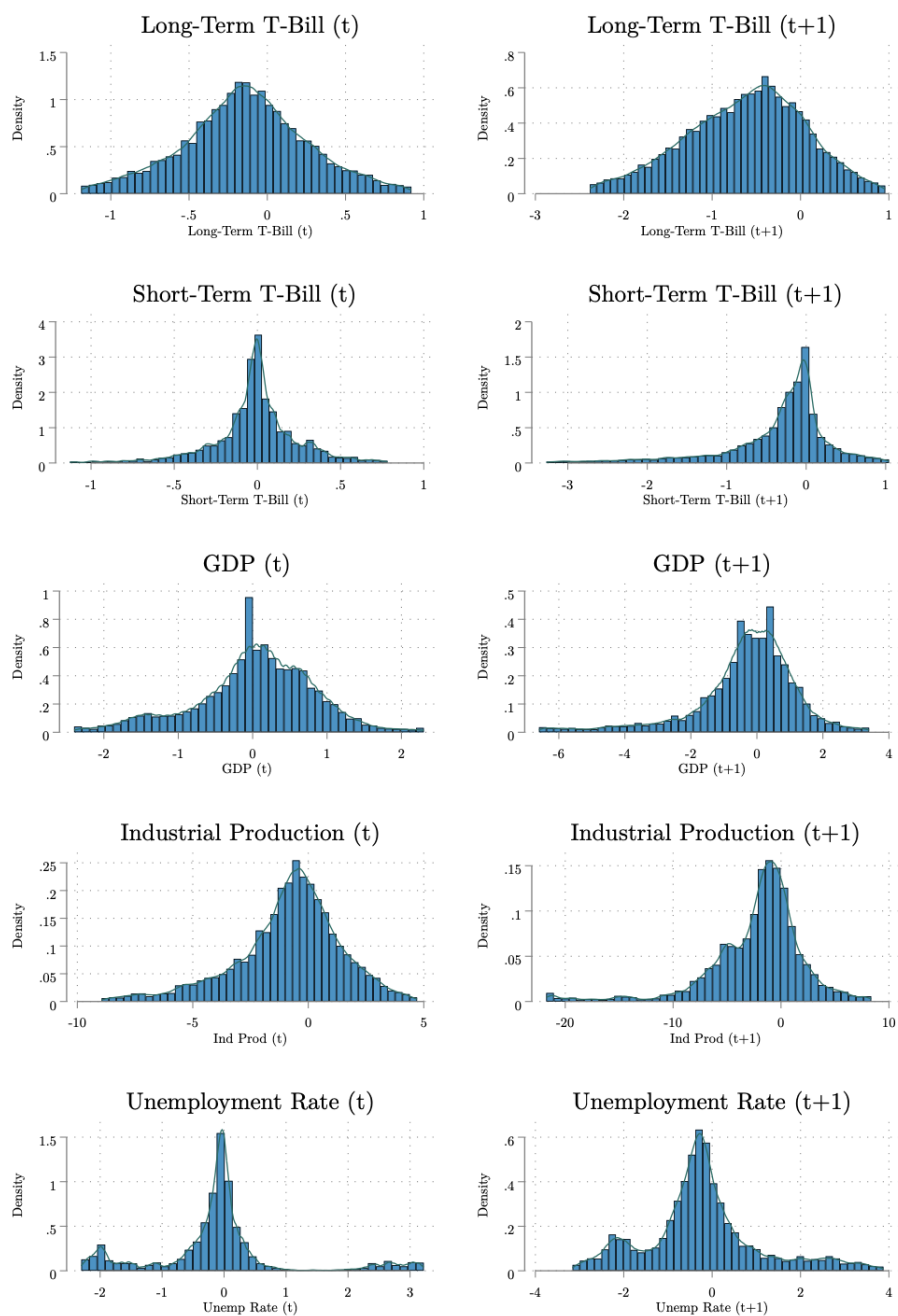 Long-Term T-Bill (t)
1.5
1
.5
0
Density
-1 -.5 0 .5 1
Long-Term T-Bill (t)
Long-Term T-Bill (t+1)
.8
.6
.4
.2
0
Density
-3 -2 -1 0 1
Long-Term T-Bill (t+1)
Short-Term T-Bill (t)
4
3
2
1
0
Density
-1 -.5 0 .5 1
Short-Term T-Bill (t)
Short-Term T-Bill (t+1)
2
1.5
1
.5
0
Density
-3 -2 -1 0 1
Short-Term T-Bill (t+1)
GDP (t)
1
.8
.6
.4
.2
0
Density
-2 -1 0 1 2
GDP (t)
GDP (t+1)
.5
.4
.3
.2
.1
0
Density
-6 -4 -2 0 2 4
GDP (t+1)
Industrial Production (t)
.25
.2
.15
.1
.05
0
Density
-10 -5 0 5
Ind Prod (t)
Industrial Production (t+1)
.15
.1
.05
0
Density
-20 -10 0 10
Ind Prod (t+1)
Unemployment Rate (t)
1.5
1
.5
0
Density
-2 -1 0 1 2 3
Unemp Rate (t)
Unemployment Rate (t+1)
.6
.4
.2
0
Density
-4 -2 0 2 4
Unemp Rate (t+1)